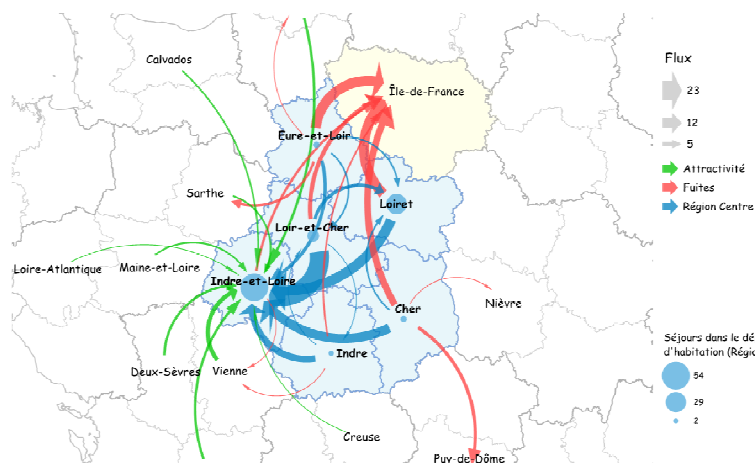 Calvados
Île-de-France
Eure-et-Loir
Sarthe
Loiret
Loir-et-Cher
Loire-Atlantique
Maine-et-Loire
Indre-et-Loire
Nièvre
Cher
Indre
Deux-Sèvres
Vienne
Creuse
Puy-de-Dôme
Flux
23
12
5
Attractivité
Fuites
Région Centre
Séjours dans le dé
d'habitation (Régio
54
29
2